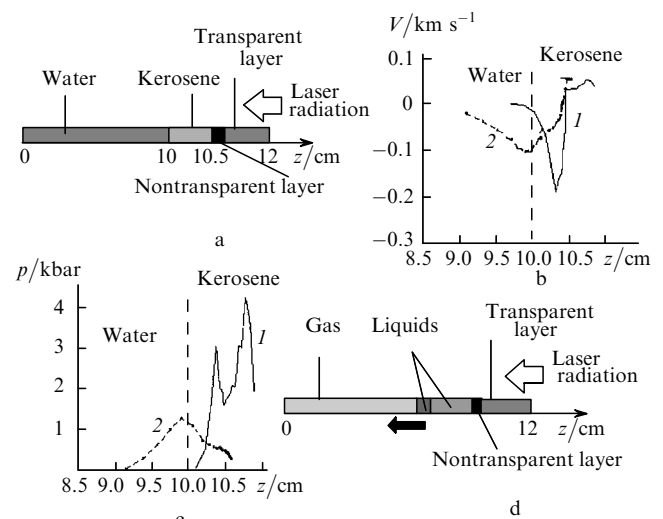 Transparent
layer
Water
Kerosene
Laser
radiation
0
10
10.5
12
z/cm
Nontransparent layer
a
V/km s⁻¹
0.1
0
−0.1
−0.2
−0.3
Water
Kerosene
1
2
8.5
9.0
9.5
10.0
10.5
z/cm
b
p/kbar
4
3
2
1
Water
Kerosene
1
2
8.5
9.0
9.5
10.0
10.5
z/cm
Gas
Liquids
Transparent
layer
Laser
radiation
0
12
z/cm
Nontransparent layer
d